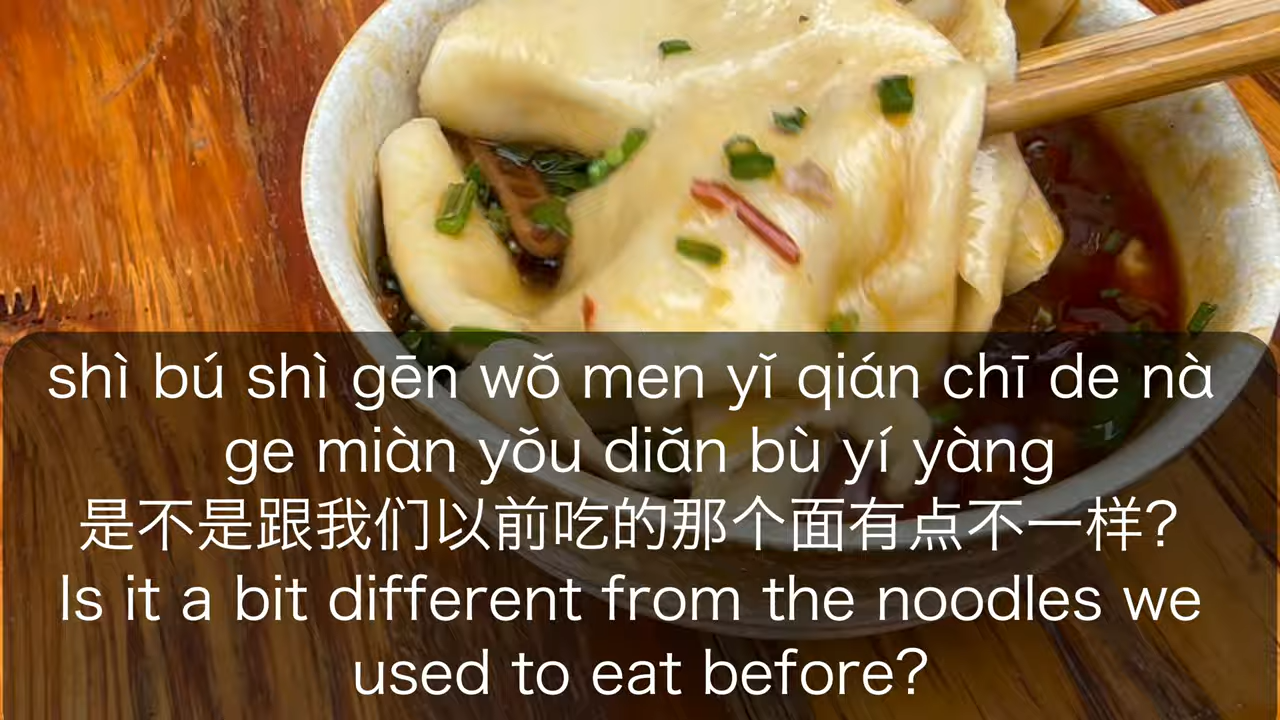 shì bú shì gēn wǒ men yǐ qián chī de nà
ge miàn yǒu diǎn bù yí yàng
是不是跟我们以前吃的那个面有点不一样?
Is it a bit different from the noodles we
used to eat before?